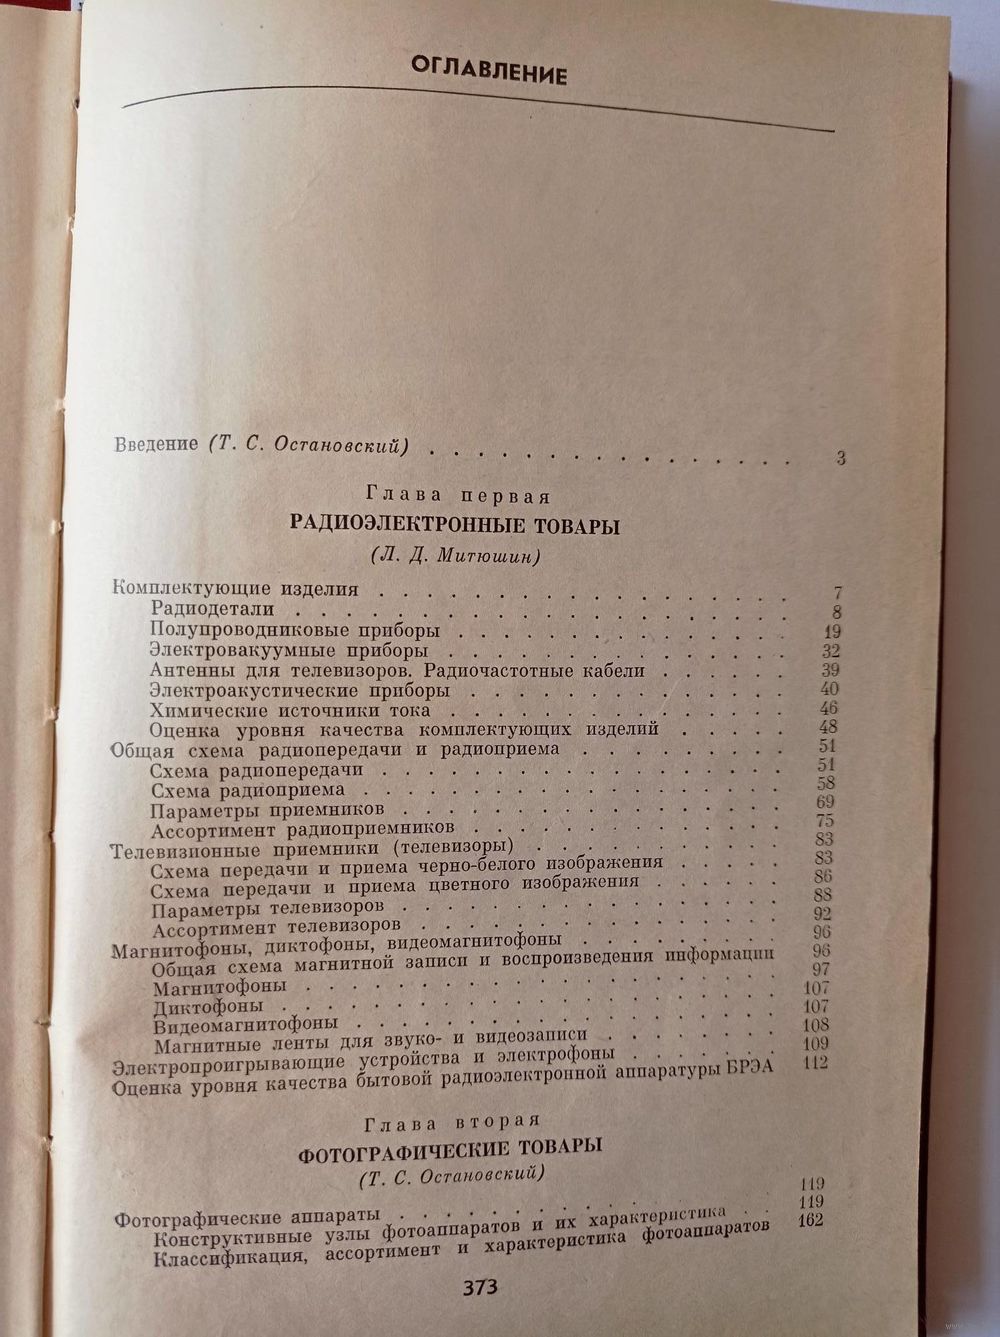 ОГЛАВЛЕНИЕ
Введение (Т. С. Остановский) . . . . . . . . . . . . . . . . 3
Глава первая
РАДИОЭЛЕКТРОННЫЕ ТОВАРЫ
(Л. Д. Митюшин)
Комплектующие изделия . . . . . . . . . . . . . . . . . . 7
Радиодетали . . . . . . . . . . . . . . . . . . . . 8
Полупроводниковые приборы . . . . . . . . . . . . . . 19
Электровакуумные приборы . . . . . . . . . . . . . . 32
Антенны для телевизоров. Радиочастотные кабели . . . . . . 39
Электроакустические приборы . . . . . . . . . . . . . 40
Химические источники тока . . . . . . . . . . . . . . 46
Оценка уровня качества комплектующих изделий . . . . . 48
Общая схема радиопередачи и радиоприема . . . . . . . . . 51
Схема радиопередачи . . . . . . . . . . . . . . . . . 51
Схема радиоприема . . . . . . . . . . . . . . . . . . 58
Параметры приемников . . . . . . . . . . . . . . . . 69
Ассортимент радиоприемников . . . . . . . . . . . . . 75
Телевизионные приемники (телевизоры) . . . . . . . . . . . 83
Схема передачи и приема черно-белого изображения . . . . . 83
Схема передачи и приема цветного изображения . . . . . . 86
Параметры телевизоров . . . . . . . . . . . . . . . . 88
Ассортимент телевизоров . . . . . . . . . . . . . . . 92
Магнитофоны, диктофоны, видеомагнитофоны . . . . . . . . . 96
Общая схема магнитной записи и воспроизведения информации 96
Магнитофоны . . . . . . . . . . . . . . . . . . . . 97
Диктофоны . . . . . . . . . . . . . . . . . . . . . 107
Видеомагнитофоны . . . . . . . . . . . . . . . . . . 107
Магнитные ленты для звуко- и видеозаписи . . . . . . . 108
Электропроигрывающие устройства и электрофоны . . . . . . . 109
Оценка уровня качества бытовой радиоэлектронной аппаратуры БРЭА 112
Глава вторая
ФОТОГРАФИЧЕСКИЕ ТОВАРЫ
(Т. С. Остановский)
Фотографические аппараты . . . . . . . . . . . . . . . 119
Конструктивные узлы фотоаппаратов и их характеристика . . 119
Классификация, ассортимент и характеристика фотоаппаратов 162
373